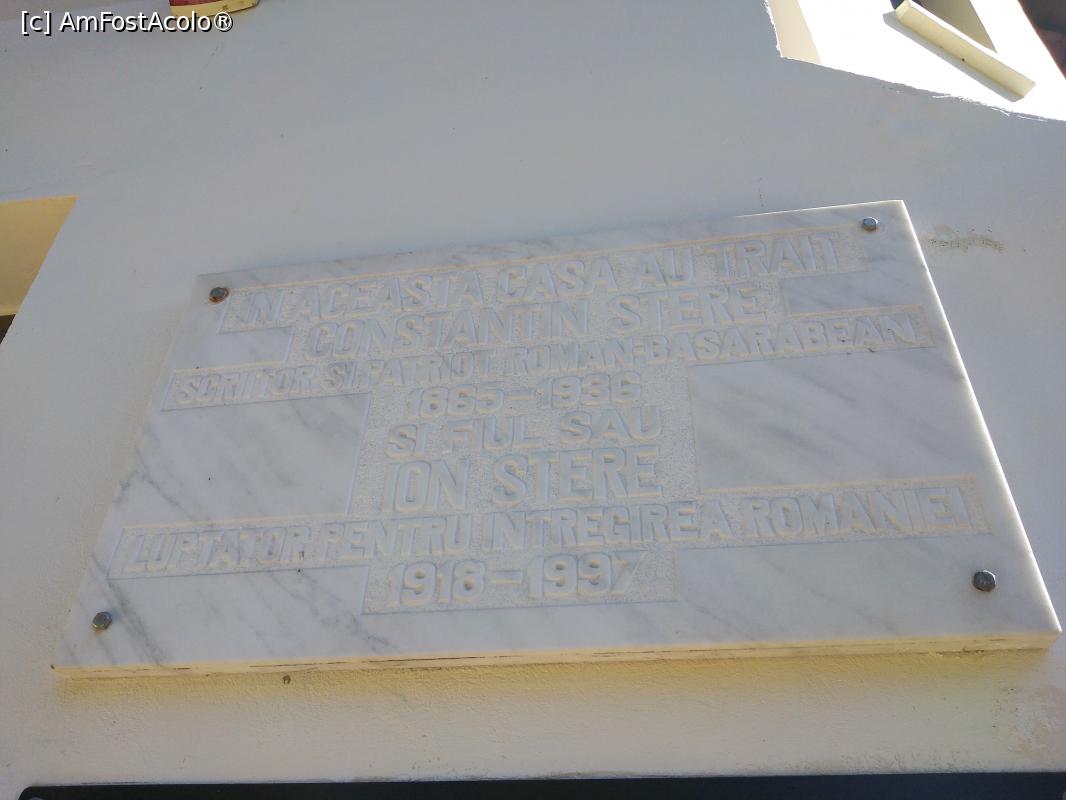 [c] AmFostAcolo®
IN ACEASTA CASA AU TRAIT
CONSTANTIN STERE
SCRIITOR SI PATRIOT ROMAN-BASARABEAN
1865-1936
SI FIUL SAU
ION STERE
LUPTATOR PENTRU INTREGIREA ROMANIEI
1918-1997